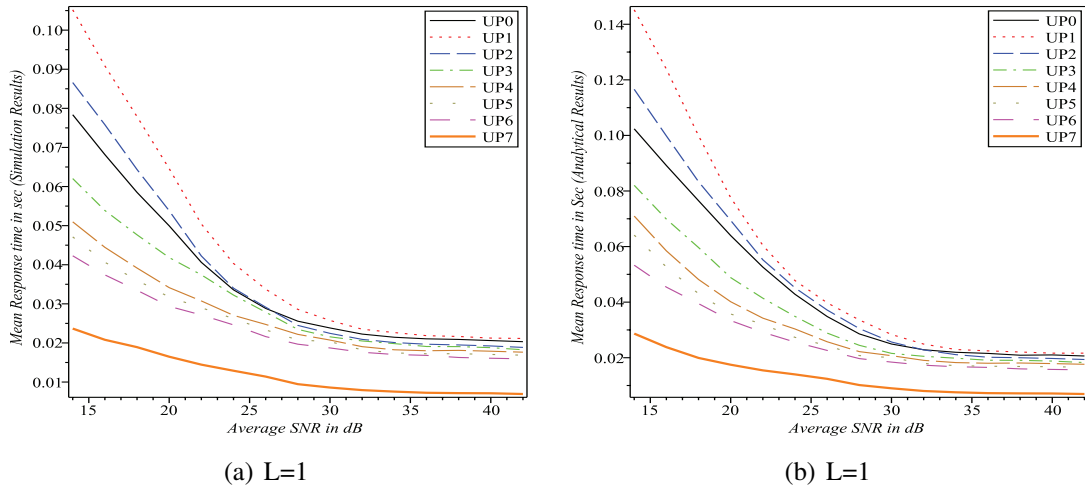 0.10
0.09
0.08
0.07
0.06
0.05
0.04
0.03
0.02
0.01
Mean Response time in sec (Simulation Results)
15 20 25 30 35 40
Average SNR in dB
UP0
UP1
UP2
UP3
UP4
UP5
UP6
UP7
(a) L=1
0.14
0.12
0.10
0.08
0.06
0.04
0.02
Mean Response time in Sec (Analytical Results)
15 20 25 30 35 40
Average SNR in dB
UP0
UP1
UP2
UP3
UP4
UP5
UP6
UP7
(b) L=1